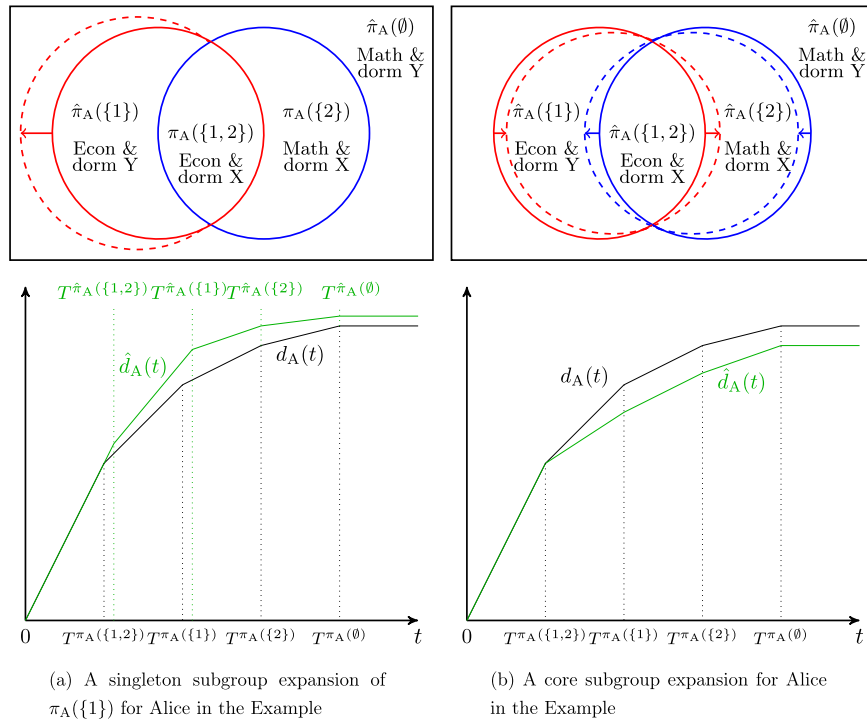 π̂_A(∅)
Math &
dorm Y
π̂_A({1})
Econ &
dorm Y
π_A({1,2})
Econ &
dorm X
π_A({2})
Math &
dorm X
π̂_A(∅)
Math &
dorm Y
π̂_A({1})
Econ &
dorm Y
π̂_A({1,2})
Econ &
dorm X
π̂_A({2})
Math &
dorm X
T^π̂_A({1,2}) T^π̂_A({1}) T^π̂_A({2}) T^π̂_A(∅)
d̂_A(t)
d_A(t)
0 T^π_A({1,2}) T^π_A({1}) T^π_A({2}) T^π_A(∅) t
d_A(t)
d̂_A(t)
0 T^π_A({1,2}) T^π_A({1}) T^π_A({2}) T^π_A(∅) t
(a) A singleton subgroup expansion of
π_A({1}) for Alice in the Example
(b) A core subgroup expansion for Alice
in the Example